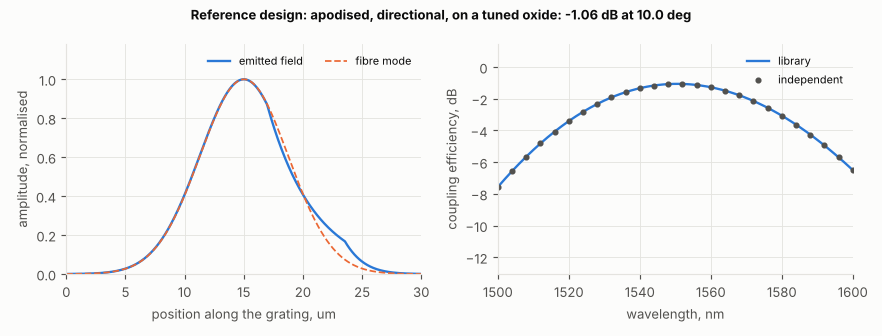 Reference design: apodised, directional, on a tuned oxide: -1.06 dB at 10.0 deg
emitted field
fibre mode
amplitude, normalised
1.0
0.8
0.6
0.4
0.2
0.0
0
5
10
15
20
25
30
position along the grating, um
library
independent
coupling efficiency, dB
0
−2
−4
−6
−8
−10
−12
1500
1520
1540
1560
1580
1600
wavelength, nm